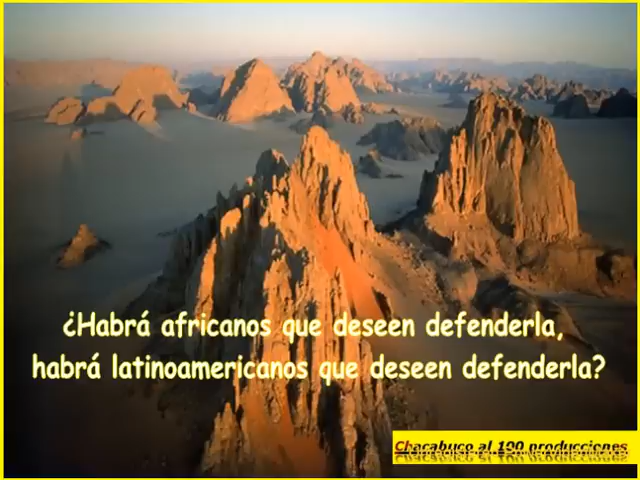 ¿Habrá africanos que deseen defenderla,
habrá latinoamericanos que deseen defenderla?
Chacabuco al 100 producciones